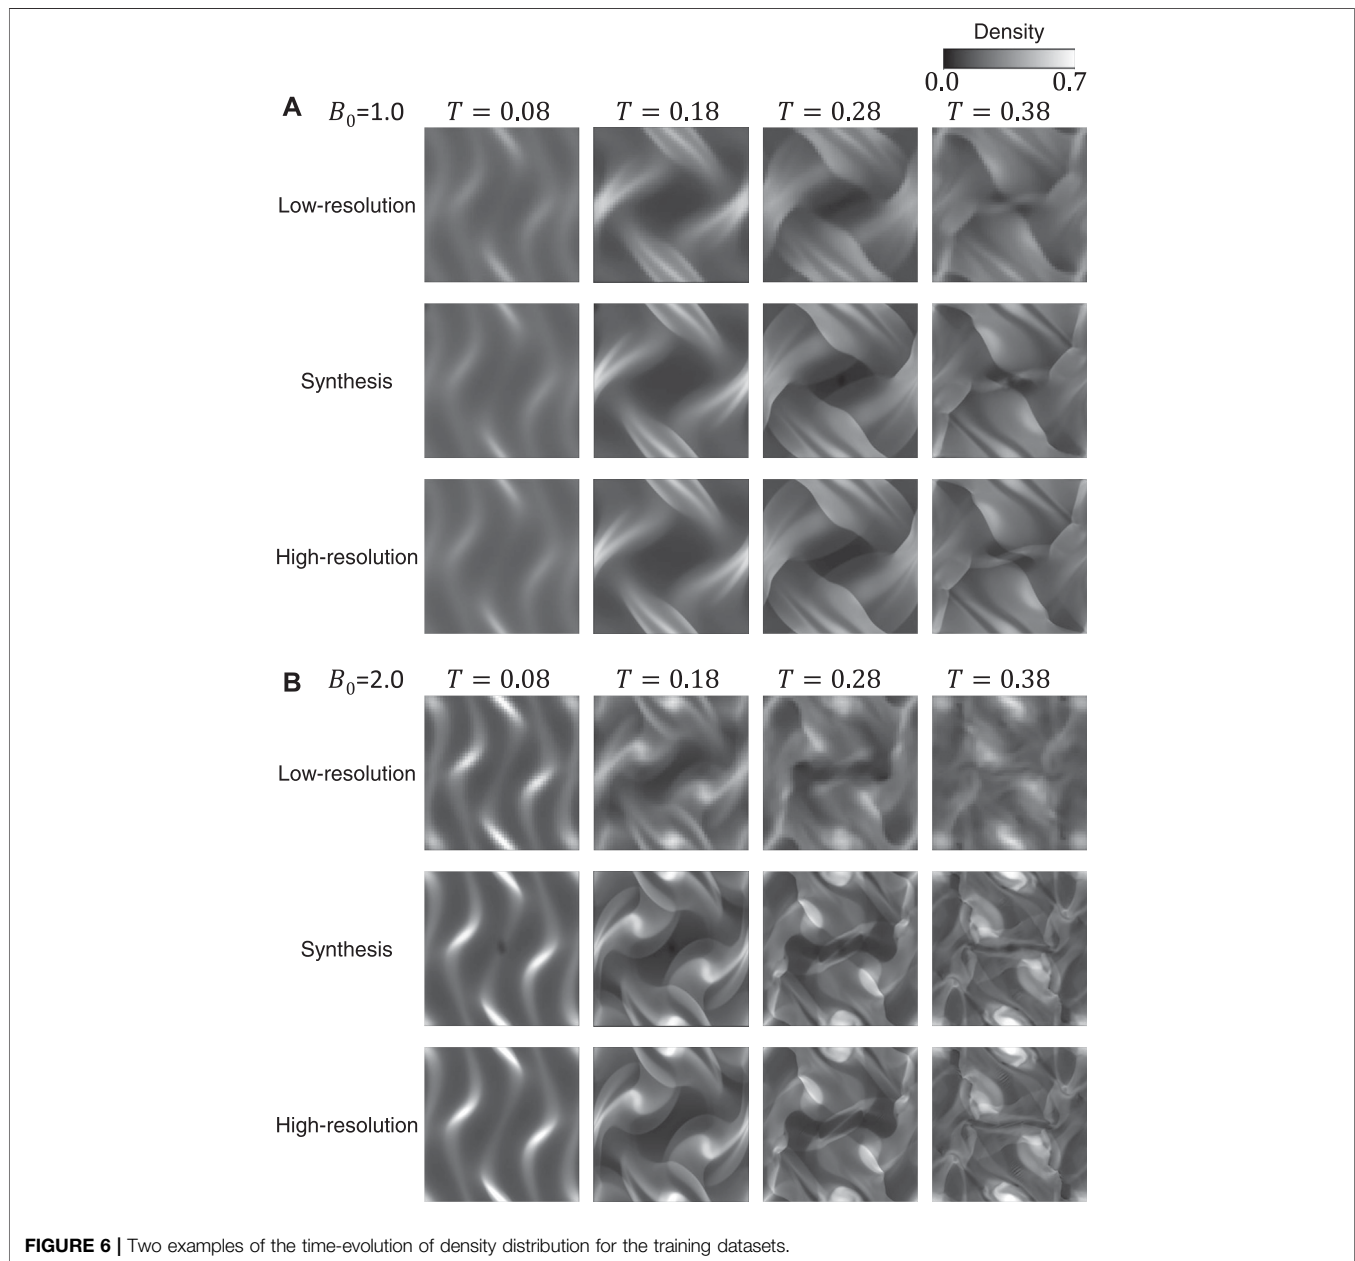 Density
0.0 0.7
A B₀=1.0 T = 0.08 T = 0.18 T = 0.28 T = 0.38
Low-resolution
Synthesis
High-resolution
B B₀=2.0 T = 0.08 T = 0.18 T = 0.28 T = 0.38
Low-resolution
Synthesis
High-resolution
FIGURE 6 | Two examples of the time-evolution of density distribution for the training datasets.